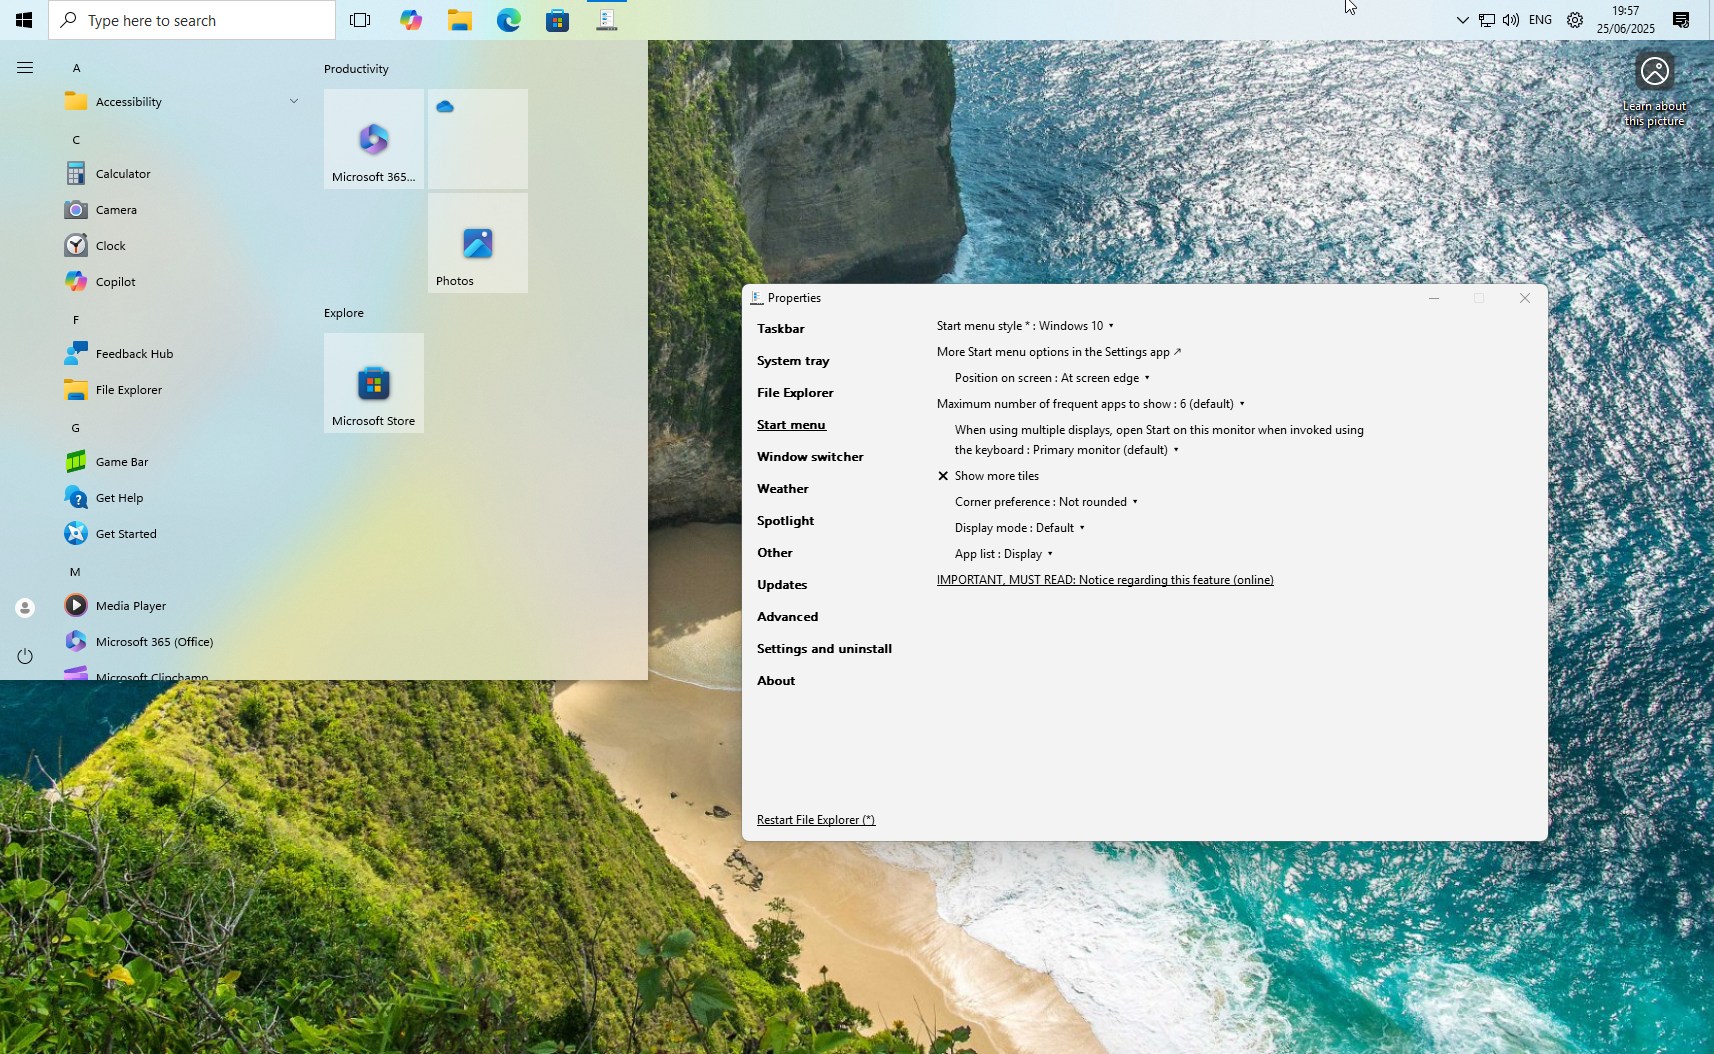 Type here to search
ENG
19:57
25/06/2025
A
Accessibility
C
Calculator
Camera
Clock
Copilot
F
Feedback Hub
File Explorer
G
Game Bar
Get Help
Get Started
M
Media Player
Microsoft 365 (Office)
Microsoft Clipchamp
Productivity
Microsoft 365...
Photos
Explore
Microsoft Store
Learn about
this picture
Properties
Taskbar
System tray
File Explorer
Start menu
Window switcher
Weather
Spotlight
Other
Updates
Advanced
Settings and uninstall
About
Restart File Explorer (*)
Start menu style * : Windows 10
More Start menu options in the Settings app ↗
Position on screen : At screen edge
Maximum number of frequent apps to show : 6 (default)
When using multiple displays, open Start on this monitor when invoked using
the keyboard : Primary monitor (default)
Show more tiles
Corner preference : Not rounded
Display mode : Default
App list : Display
IMPORTANT, MUST READ: Notice regarding this feature (online)